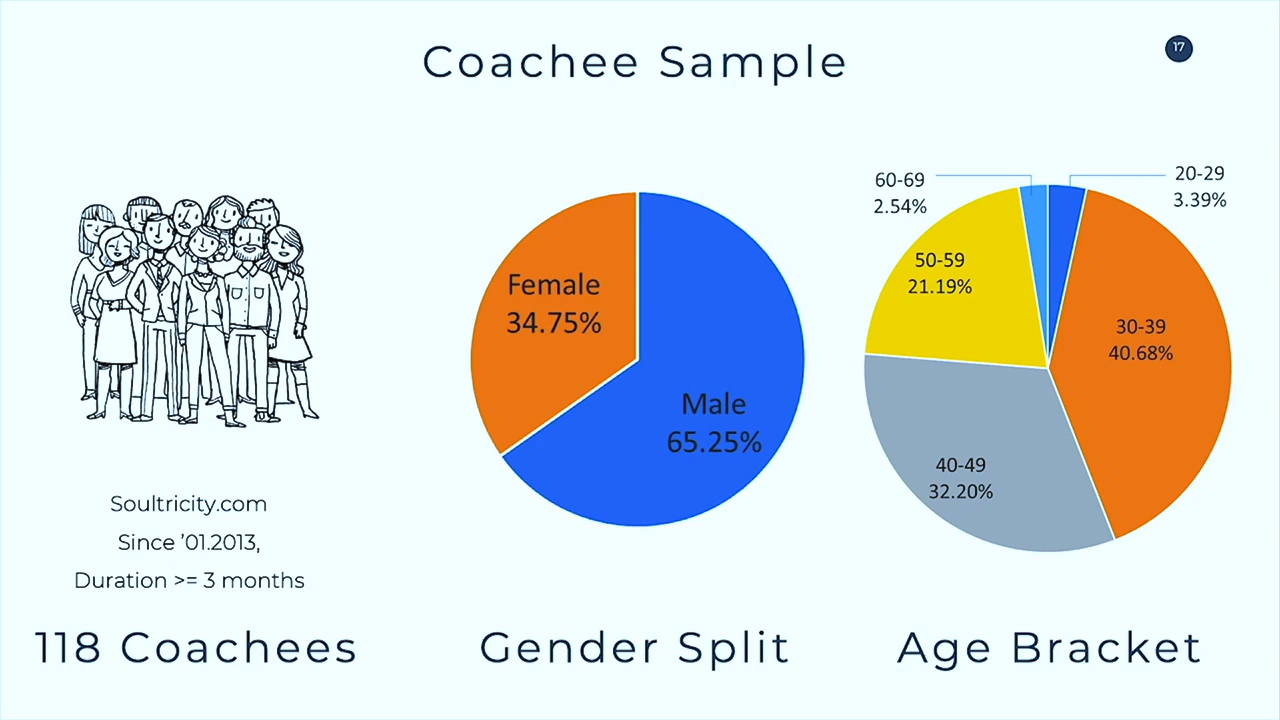 Coachee Sample
17
Soultricity.com
Since ’01.2013,
Duration >= 3 months
118 Coachees
Female
34.75%
Male
65.25%
Gender Split
60-69
2.54%
20-29
3.39%
50-59
21.19%
30-39
40.68%
40-49
32.20%
Age Bracket